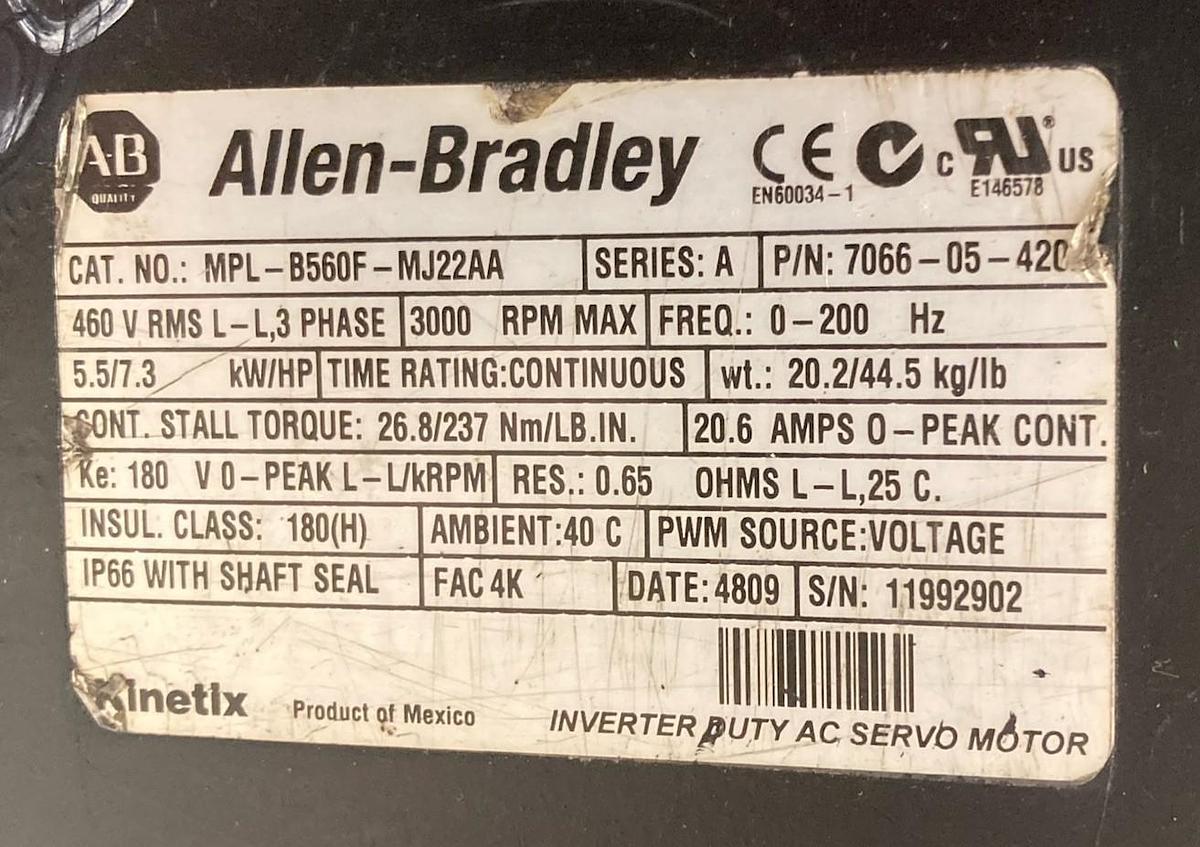 A-B
QUALITY
Allen-Bradley
CE
EN60034-1
c RU® US
E146578
CAT. NO.: MPL-B560F-MJ22AA SERIES: A P/N: 7066-05-420
460 V RMS L-L,3 PHASE 3000 RPM MAX FREQ.: 0-200 Hz
5.5/7.3 kW/HP TIME RATING:CONTINUOUS wt.: 20.2/44.5 kg/lb
CONT. STALL TORQUE: 26.8/237 Nm/LB.IN. 20.6 AMPS 0-PEAK CONT.
Ke: 180 V 0-PEAK L-L/kRPM RES.: 0.65 OHMS L-L,25 C.
INSUL. CLASS: 180(H) AMBIENT:40 C PWM SOURCE:VOLTAGE
IP66 WITH SHAFT SEAL FAC 4K DATE: 4809 S/N: 11992902
Kinetix Product of Mexico INVERTER DUTY AC SERVO MOTOR